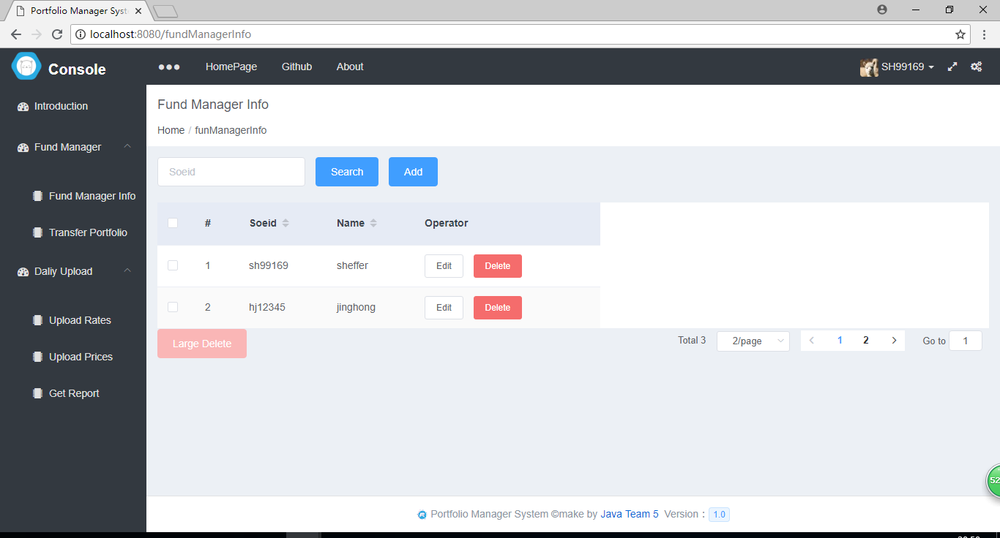 Portfolio Manager Syst
localhost:8080/fundManagerInfo
Console
HomePage Github About
SH99169
Introduction
Fund Manager
Fund Manager Info
Transfer Portfolio
Daliy Upload
Upload Rates
Upload Prices
Get Report
Fund Manager Info
Home / funManagerInfo
Soeid Search Add
# Soeid Name Operator
1 sh99169 sheffer Edit Delete
2 hj12345 jinghong Edit Delete
Large Delete
Total 3 2/page 1 2 Go to 1
52
Portfolio Manager System ©make by Java Team 5 Version : 1.0